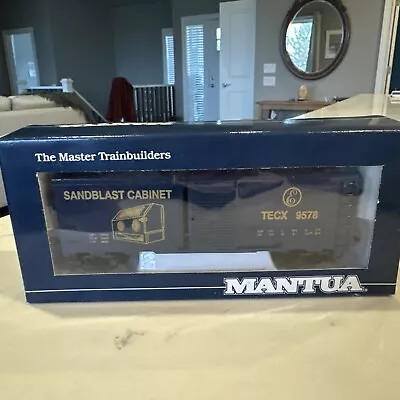 The Master Trainbuilders
SANDBLAST CABINET
E
TECX 9578
MANTUA